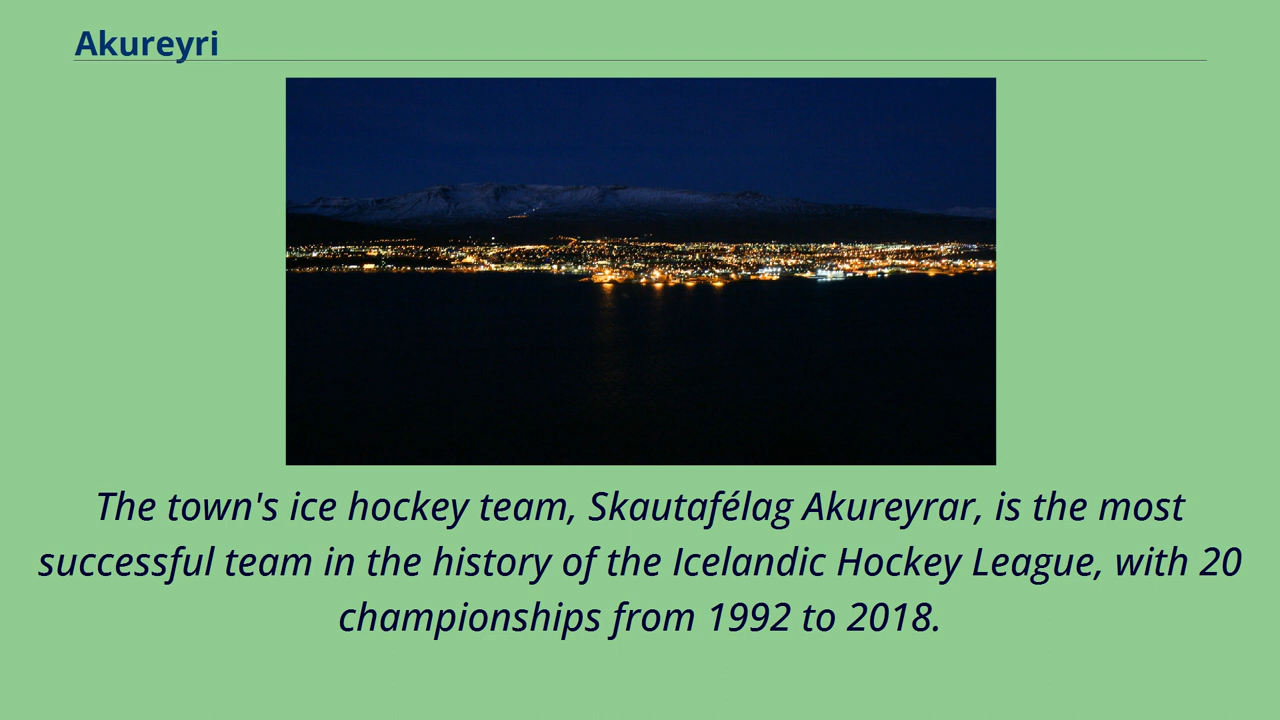 Akureyri
The town's ice hockey team, Skautafélag Akureyrar, is the most
successful team in the history of the Icelandic Hockey League, with 20
championships from 1992 to 2018.